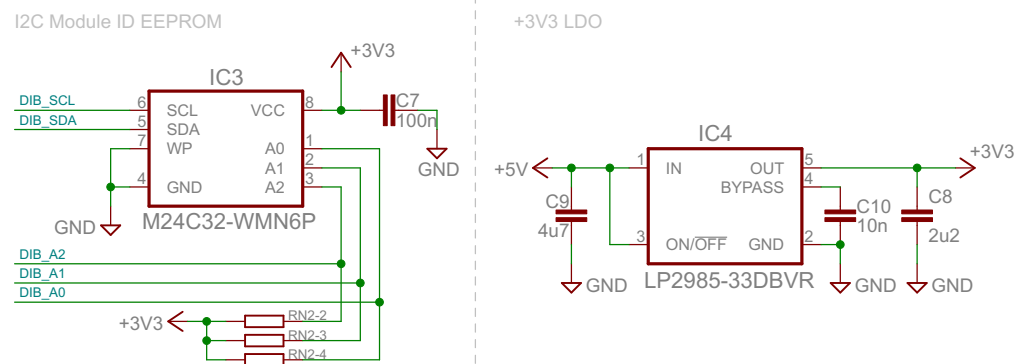 I2C Module ID EEPROM
+3V3
IC3
DIB_SCL
6
SCL
VCC
8
C7
100n
DIB_SDA
5
SDA
7
WP
A0
1
A1
2
GND
4
GND
A2
3
GND
M24C32-WMN6P
DIB_A2
DIB_A1
DIB_A0
+3V3
RN2-2
RN2-3
RN2-4
+3V3 LDO
IC4
+5V
1
IN
OUT
5
+3V3
BYPASS
4
C9
4u7
C10
10n
C8
2u2
3
ON/OFF
GND
2
GND
LP2985-33DBVR
GND
GND